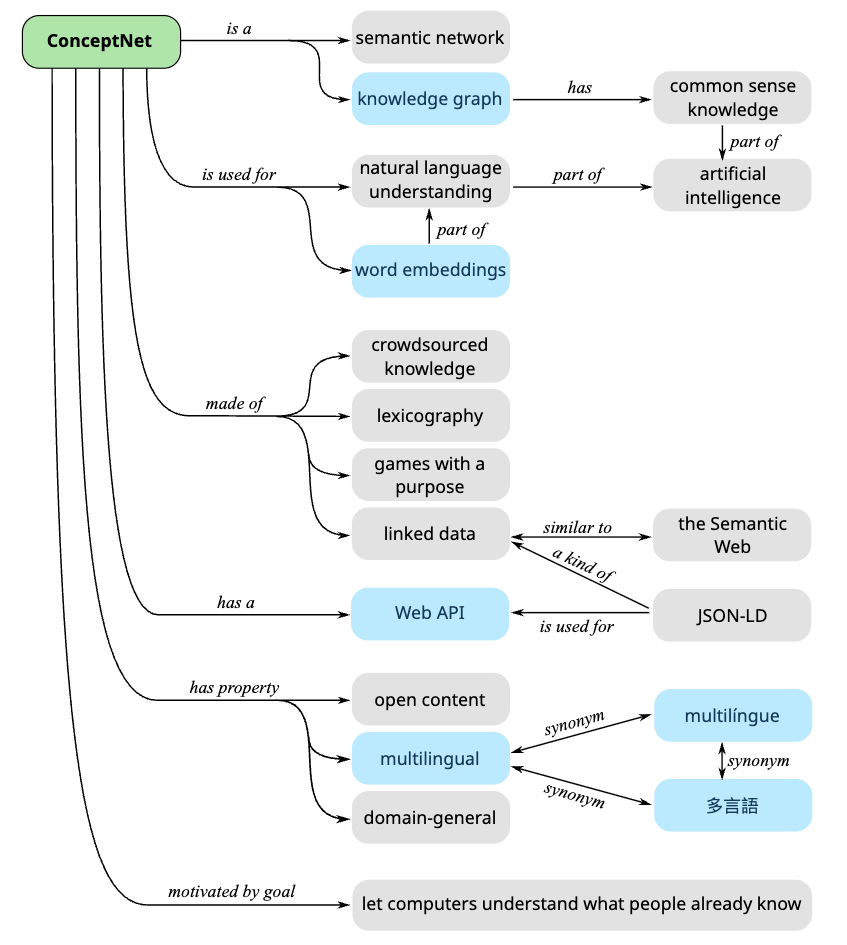 ConceptNet
is a
semantic network
knowledge graph
has
common sense
knowledge
part of
is used for
natural language
understanding
part of
artificial
intelligence
part of
word embeddings
crowdsourced
knowledge
made of
lexicography
games with a
purpose
linked data
similar to
the Semantic
Web
a kind of
has a
Web API
is used for
JSON-LD
has property
open content
multilingual
synonym
multilíngue
synonym
synonym
多言語
domain-general
motivated by goal
let computers understand what people already know